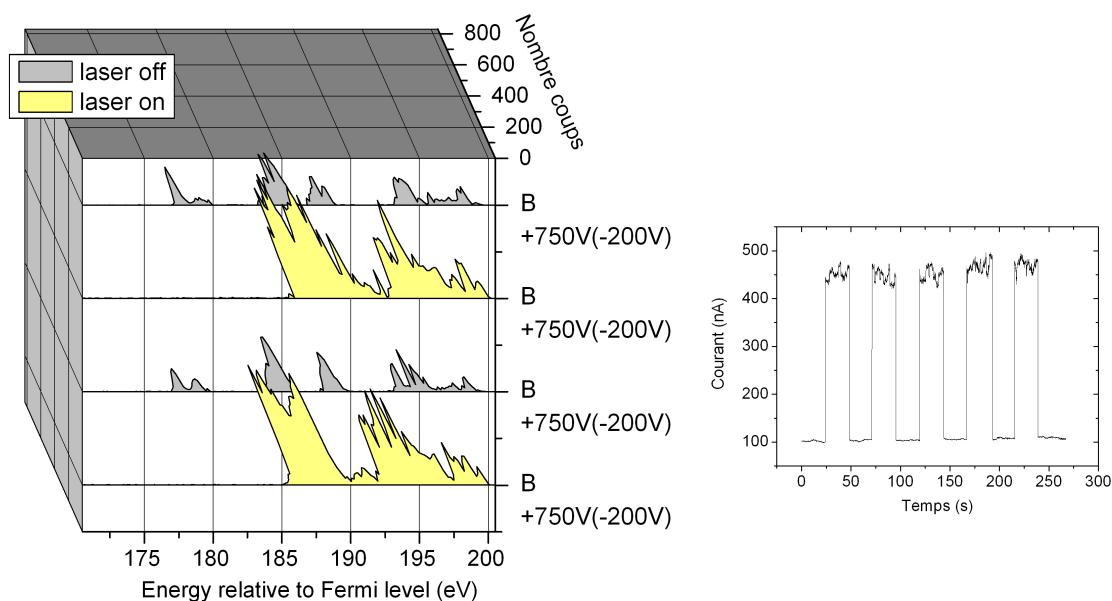 800
600
400
200
0
Nombre coups
laser off
laser on
B
+750V(-200V)
B
+750V(-200V)
B
+750V(-200V)
B
+750V(-200V)
175 180 185 190 195 200
Energy relative to Fermi level (eV)
500
400
300
200
100
Courant (nA)
0 50 100 150 200 250 300
Temps (s)